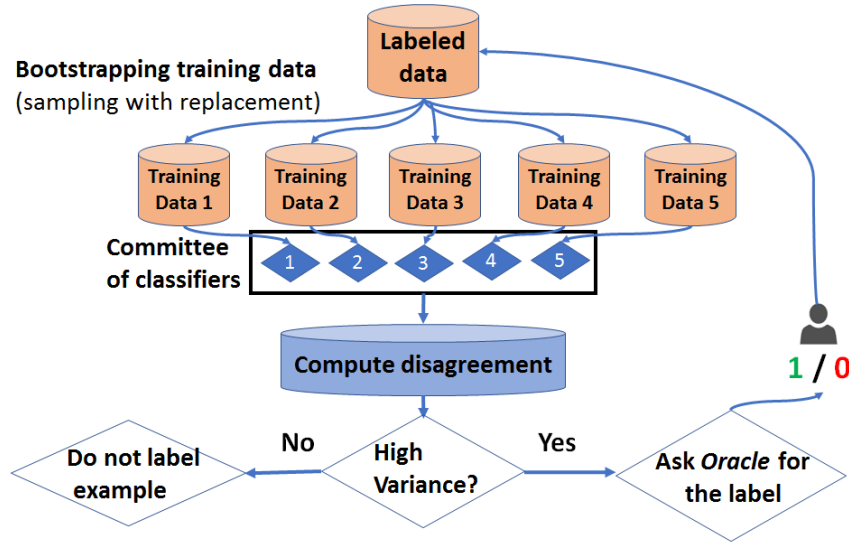 Labeled
data
Bootstrapping training data
(sampling with replacement)
Training
Data 1
Training
Data 2
Training
Data 3
Training
Data 4
Training
Data 5
Committee
of classifiers
1
2
3
4
5
Compute disagreement
1 / 0
No
Yes
Do not label
example
High
Variance?
Ask Oracle for
the label